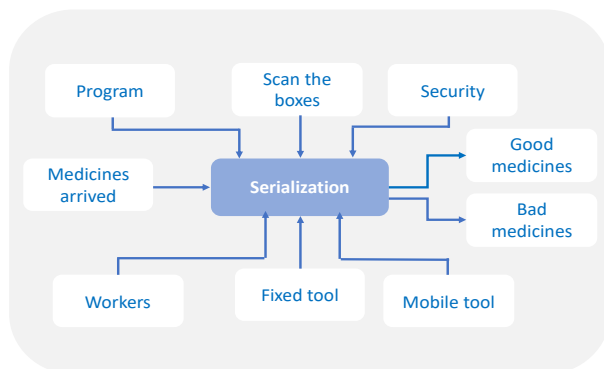 Program
Scan the
boxes
Security
Good
medicines
Medicines
arrived
Serialization
Bad
medicines
Workers
Fixed tool
Mobile tool